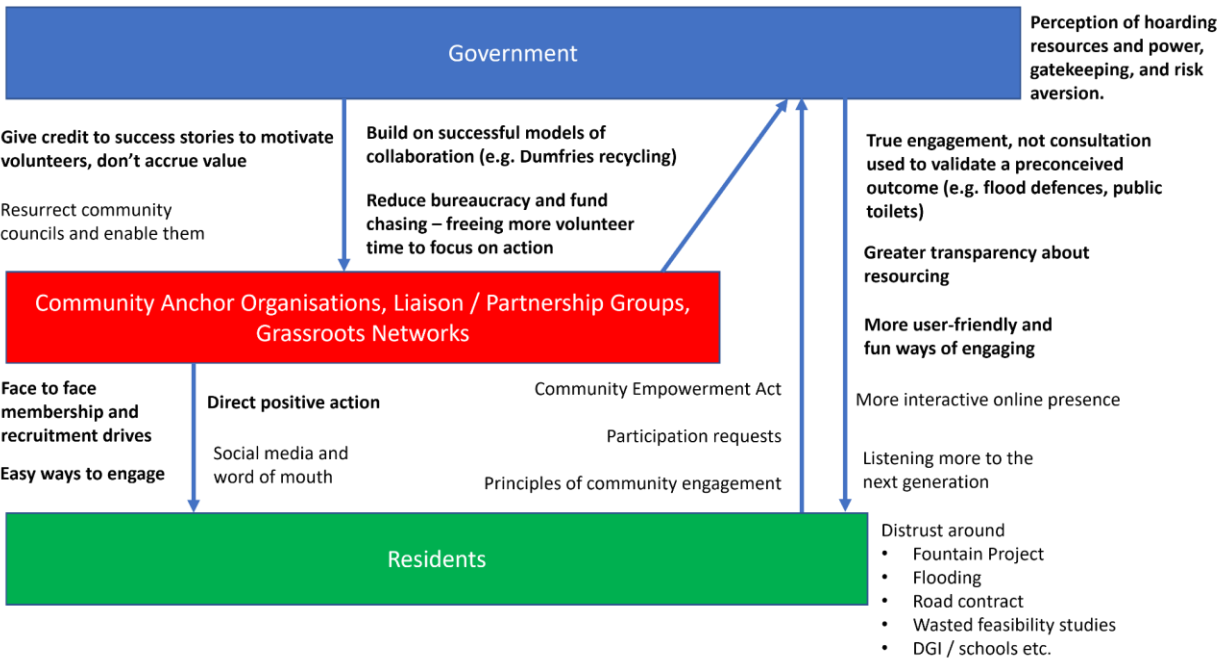 Government
Perception of hoarding
resources and power,
gatekeeping, and risk
aversion.
Give credit to success stories to motivate
volunteers, don’t accrue value
Resurrect community
councils and enable them
Build on successful models of
collaboration (e.g. Dumfries recycling)
Reduce bureaucracy and fund
chasing – freeing more volunteer
time to focus on action
True engagement, not consultation
used to validate a preconceived
outcome (e.g. flood defences, public
toilets)
Greater transparency about
resourcing
More user-friendly and
fun ways of engaging
More interactive online presence
Listening more to the
next generation
Community Anchor Organisations, Liaison / Partnership Groups,
Grassroots Networks
Face to face
membership and
recruitment drives
Easy ways to engage
Direct positive action
Social media and
word of mouth
Community Empowerment Act
Participation requests
Principles of community engagement
Residents
Distrust around
• Fountain Project
• Flooding
• Road contract
• Wasted feasibility studies
• DGI / schools etc.